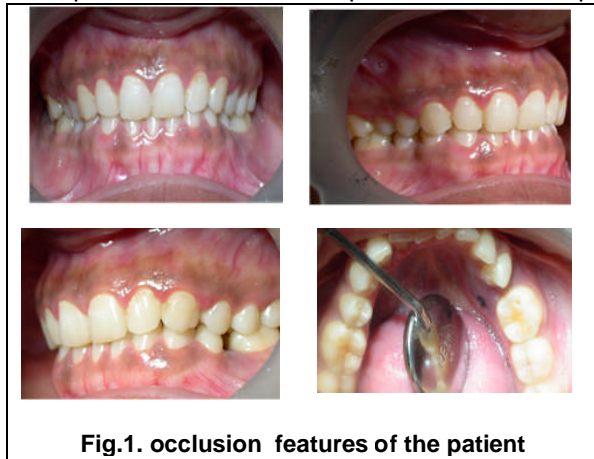 Fig.1. occlusion features of the patient